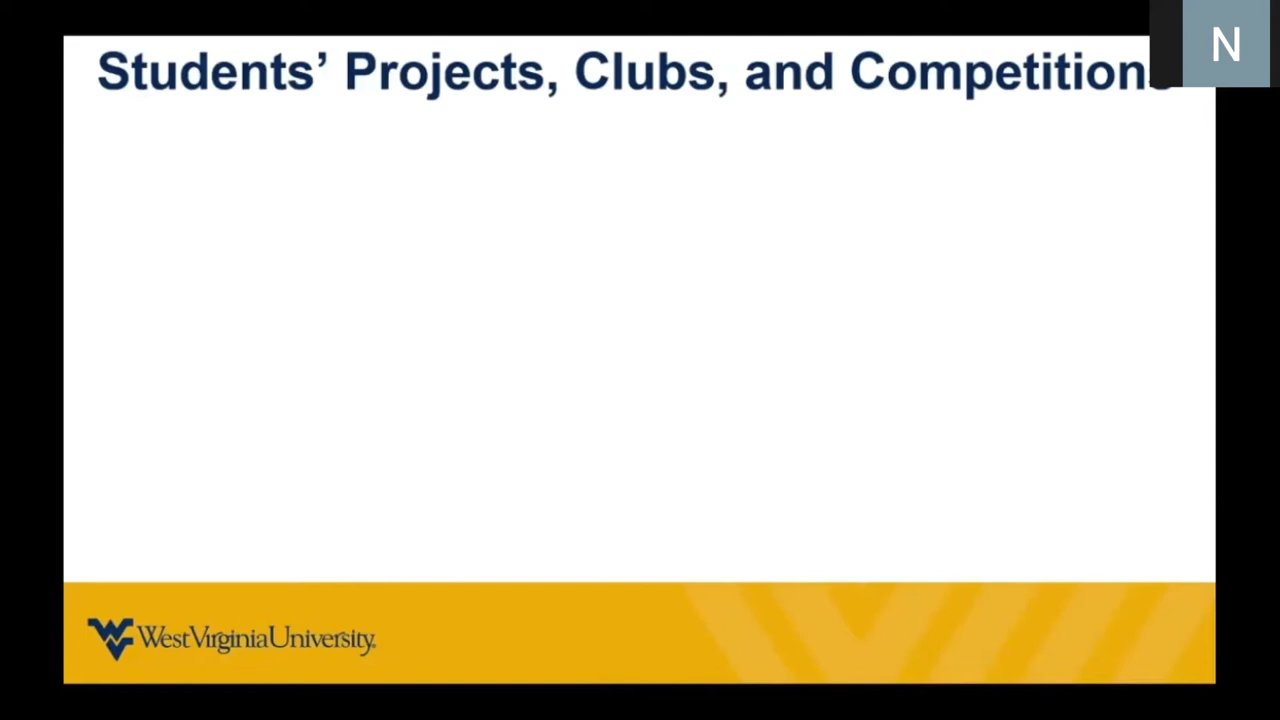 Students’ Projects, Clubs, and Competitions
N
WestVirginiaUniversity.